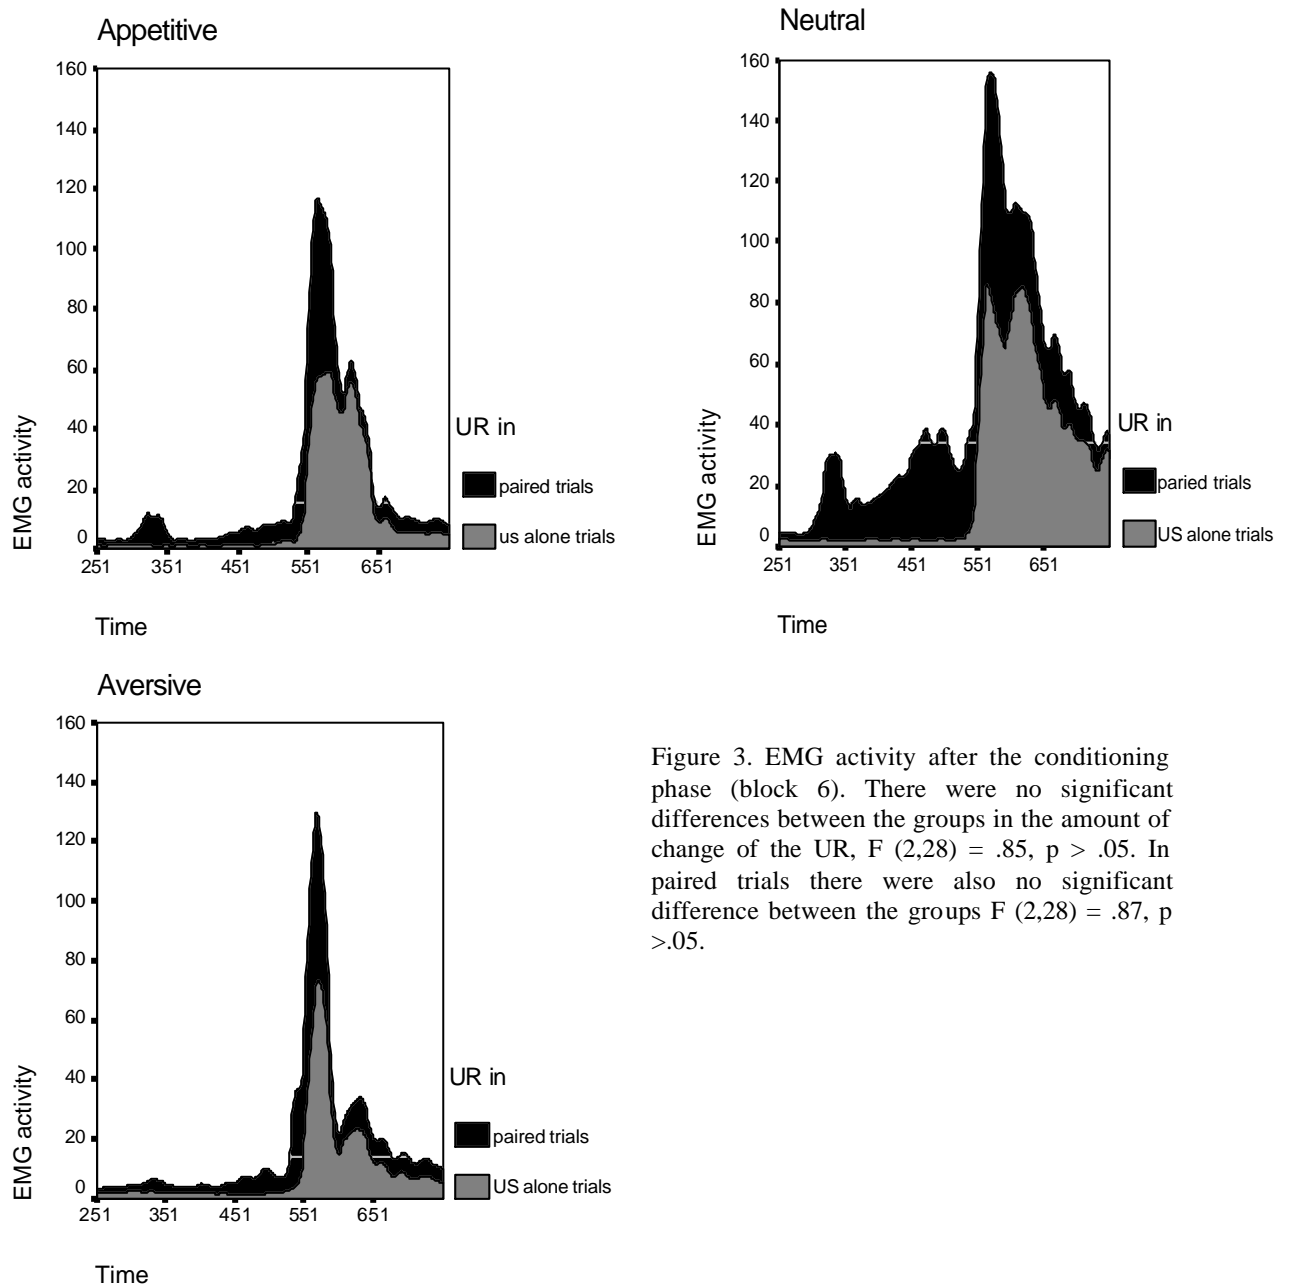 Appetitive
160
140
120
100
80
60
40
20
0
EMG activity
251 351 451 551 651
Time
UR in
paired trials
us alone trials
Neutral
160
140
120
100
80
60
40
20
0
EMG activity
251 351 451 551 651
Time
UR in
paried trials
US alone trials
Aversive
160
140
120
100
80
60
40
20
0
EMG activity
251 351 451 551 651
Time
UR in
paired trials
US alone trials
Figure 3. EMG activity after the conditioning
phase (block 6). There were no significant
differences between the groups in the amount of
change of the UR, F (2,28) = .85, p > .05. In
paired trials there were also no significant
difference between the groups F (2,28) = .87, p
>.05.